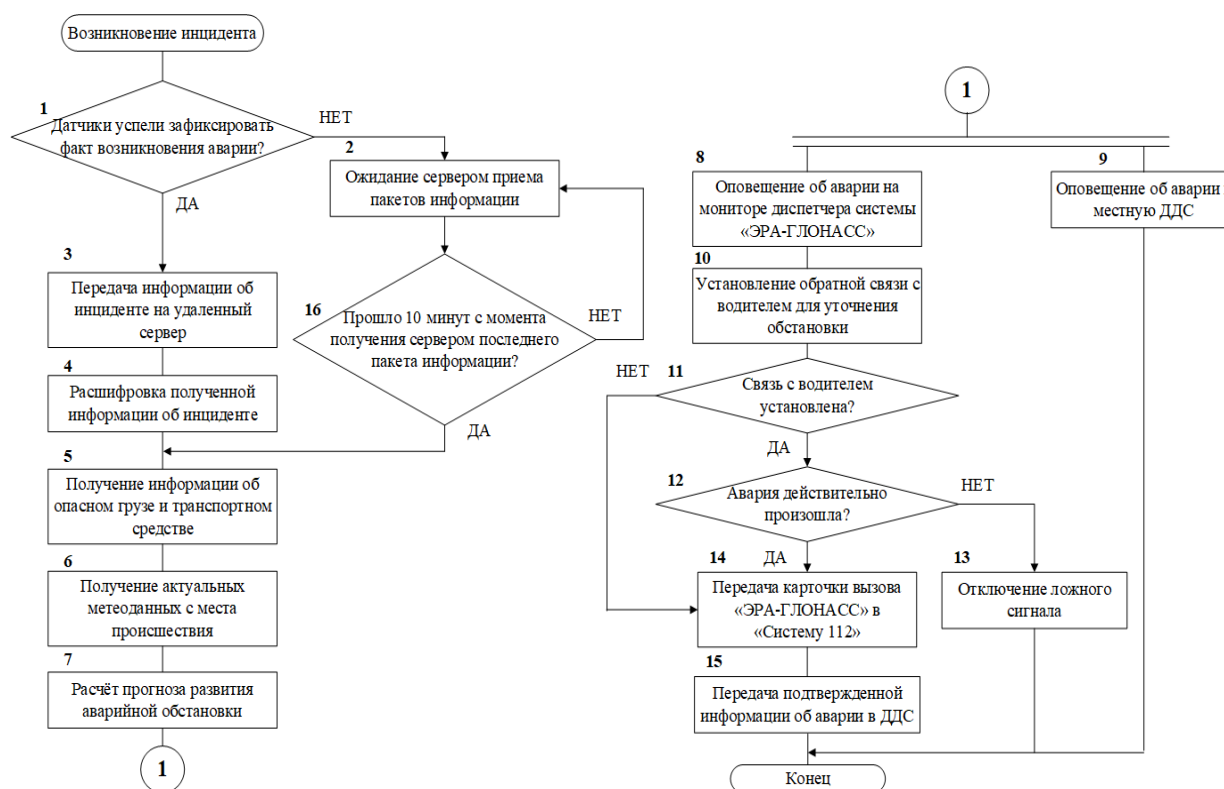 Возникновение инцидента
1
Датчики успели зафиксировать
факт возникновения аварии?
НЕТ
ДА
2
Ожидание сервером приема
пакетов информации
3
Передача информации об
инциденте на удаленный
сервер
16
Прошло 10 минут с момента
получения сервером последнего
пакета информации?
НЕТ
ДА
4
Расшифровка полученной
информации об инциденте
5
Получение информации об
опасном грузе и транспортном
средстве
6
Получение актуальных
метеоданных с места
происшествия
7
Расчёт прогноза развития
аварийной обстановки
1
1
8
Оповещение об аварии на
мониторе диспетчера системы
«ЭРА-ГЛОНАСС»
9
Оповещение об аварии
местную ДДС
10
Установление обратной связи с
водителем для уточнения
обстановки
11
Связь с водителем
установлена?
НЕТ
ДА
12
Авария действительно
произошла?
НЕТ
ДА
13
Отключение ложного
сигнала
14
Передача карточки вызова
«ЭРА-ГЛОНАСС» в
«Систему 112»
15
Передача подтвержденной
информации об аварии в ДДС
Конец